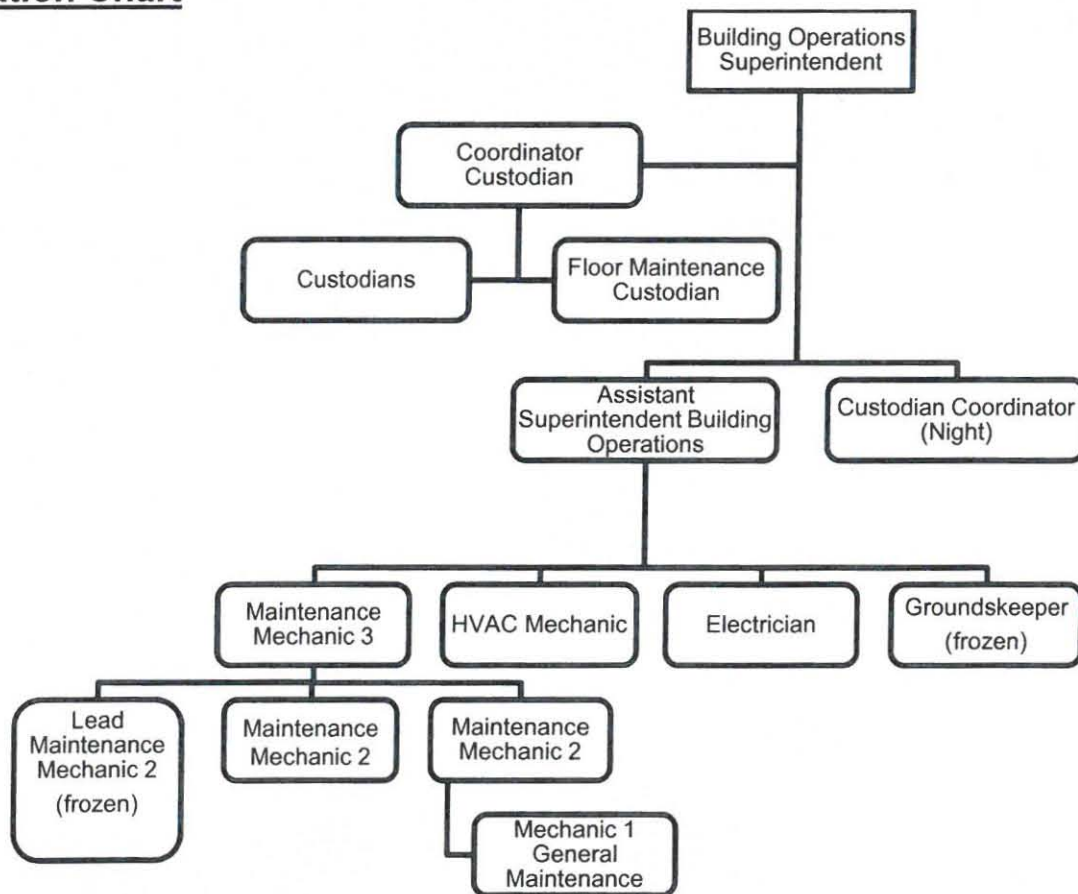 Building Operations
Superintendent
Coordinator
Custodian
Custodians
Floor Maintenance
Custodian
Assistant
Superintendent Building
Operations
Custodian Coordinator
(Night)
Maintenance
Mechanic 3
HVAC Mechanic
Electrician
Groundskeeper
(frozen)
Lead
Maintenance
Mechanic 2
(frozen)
Maintenance
Mechanic 2
Maintenance
Mechanic 2
Mechanic 1
General
Maintenance